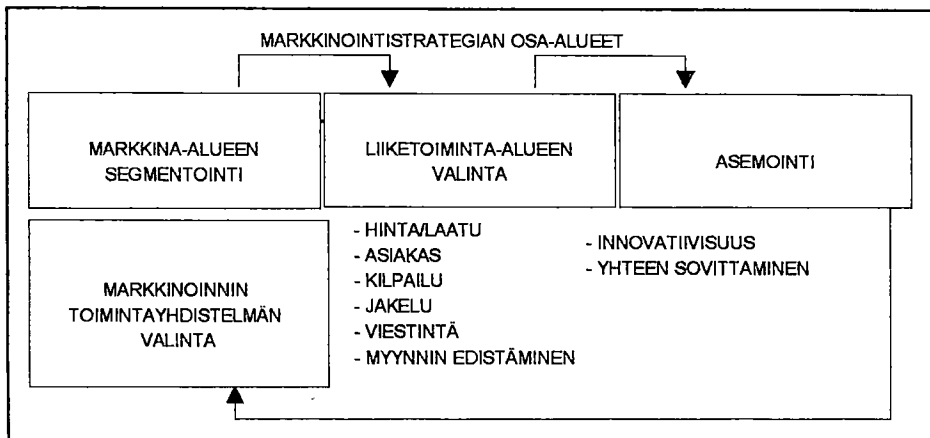 MARKKINOINTISTRATEGIAN OSA-ALUEET
MARKKINA-ALUEEN
SEGMENTOINTI
LIIKETOIMINTA-ALUEEN
VALINTA
ASEMOINTI
MARKKINOINNIN
TOIMINTAYHDISTELMÄN
VALINTA
- HINTA/LAATU
- ASIAKAS
- KILPAILU
- JAKELU
- VIESTINTÄ
- MYYNNIN EDISTÄMINEN
- INNOVATIIVISUUS
- YHTEEN SOVITTAMINEN